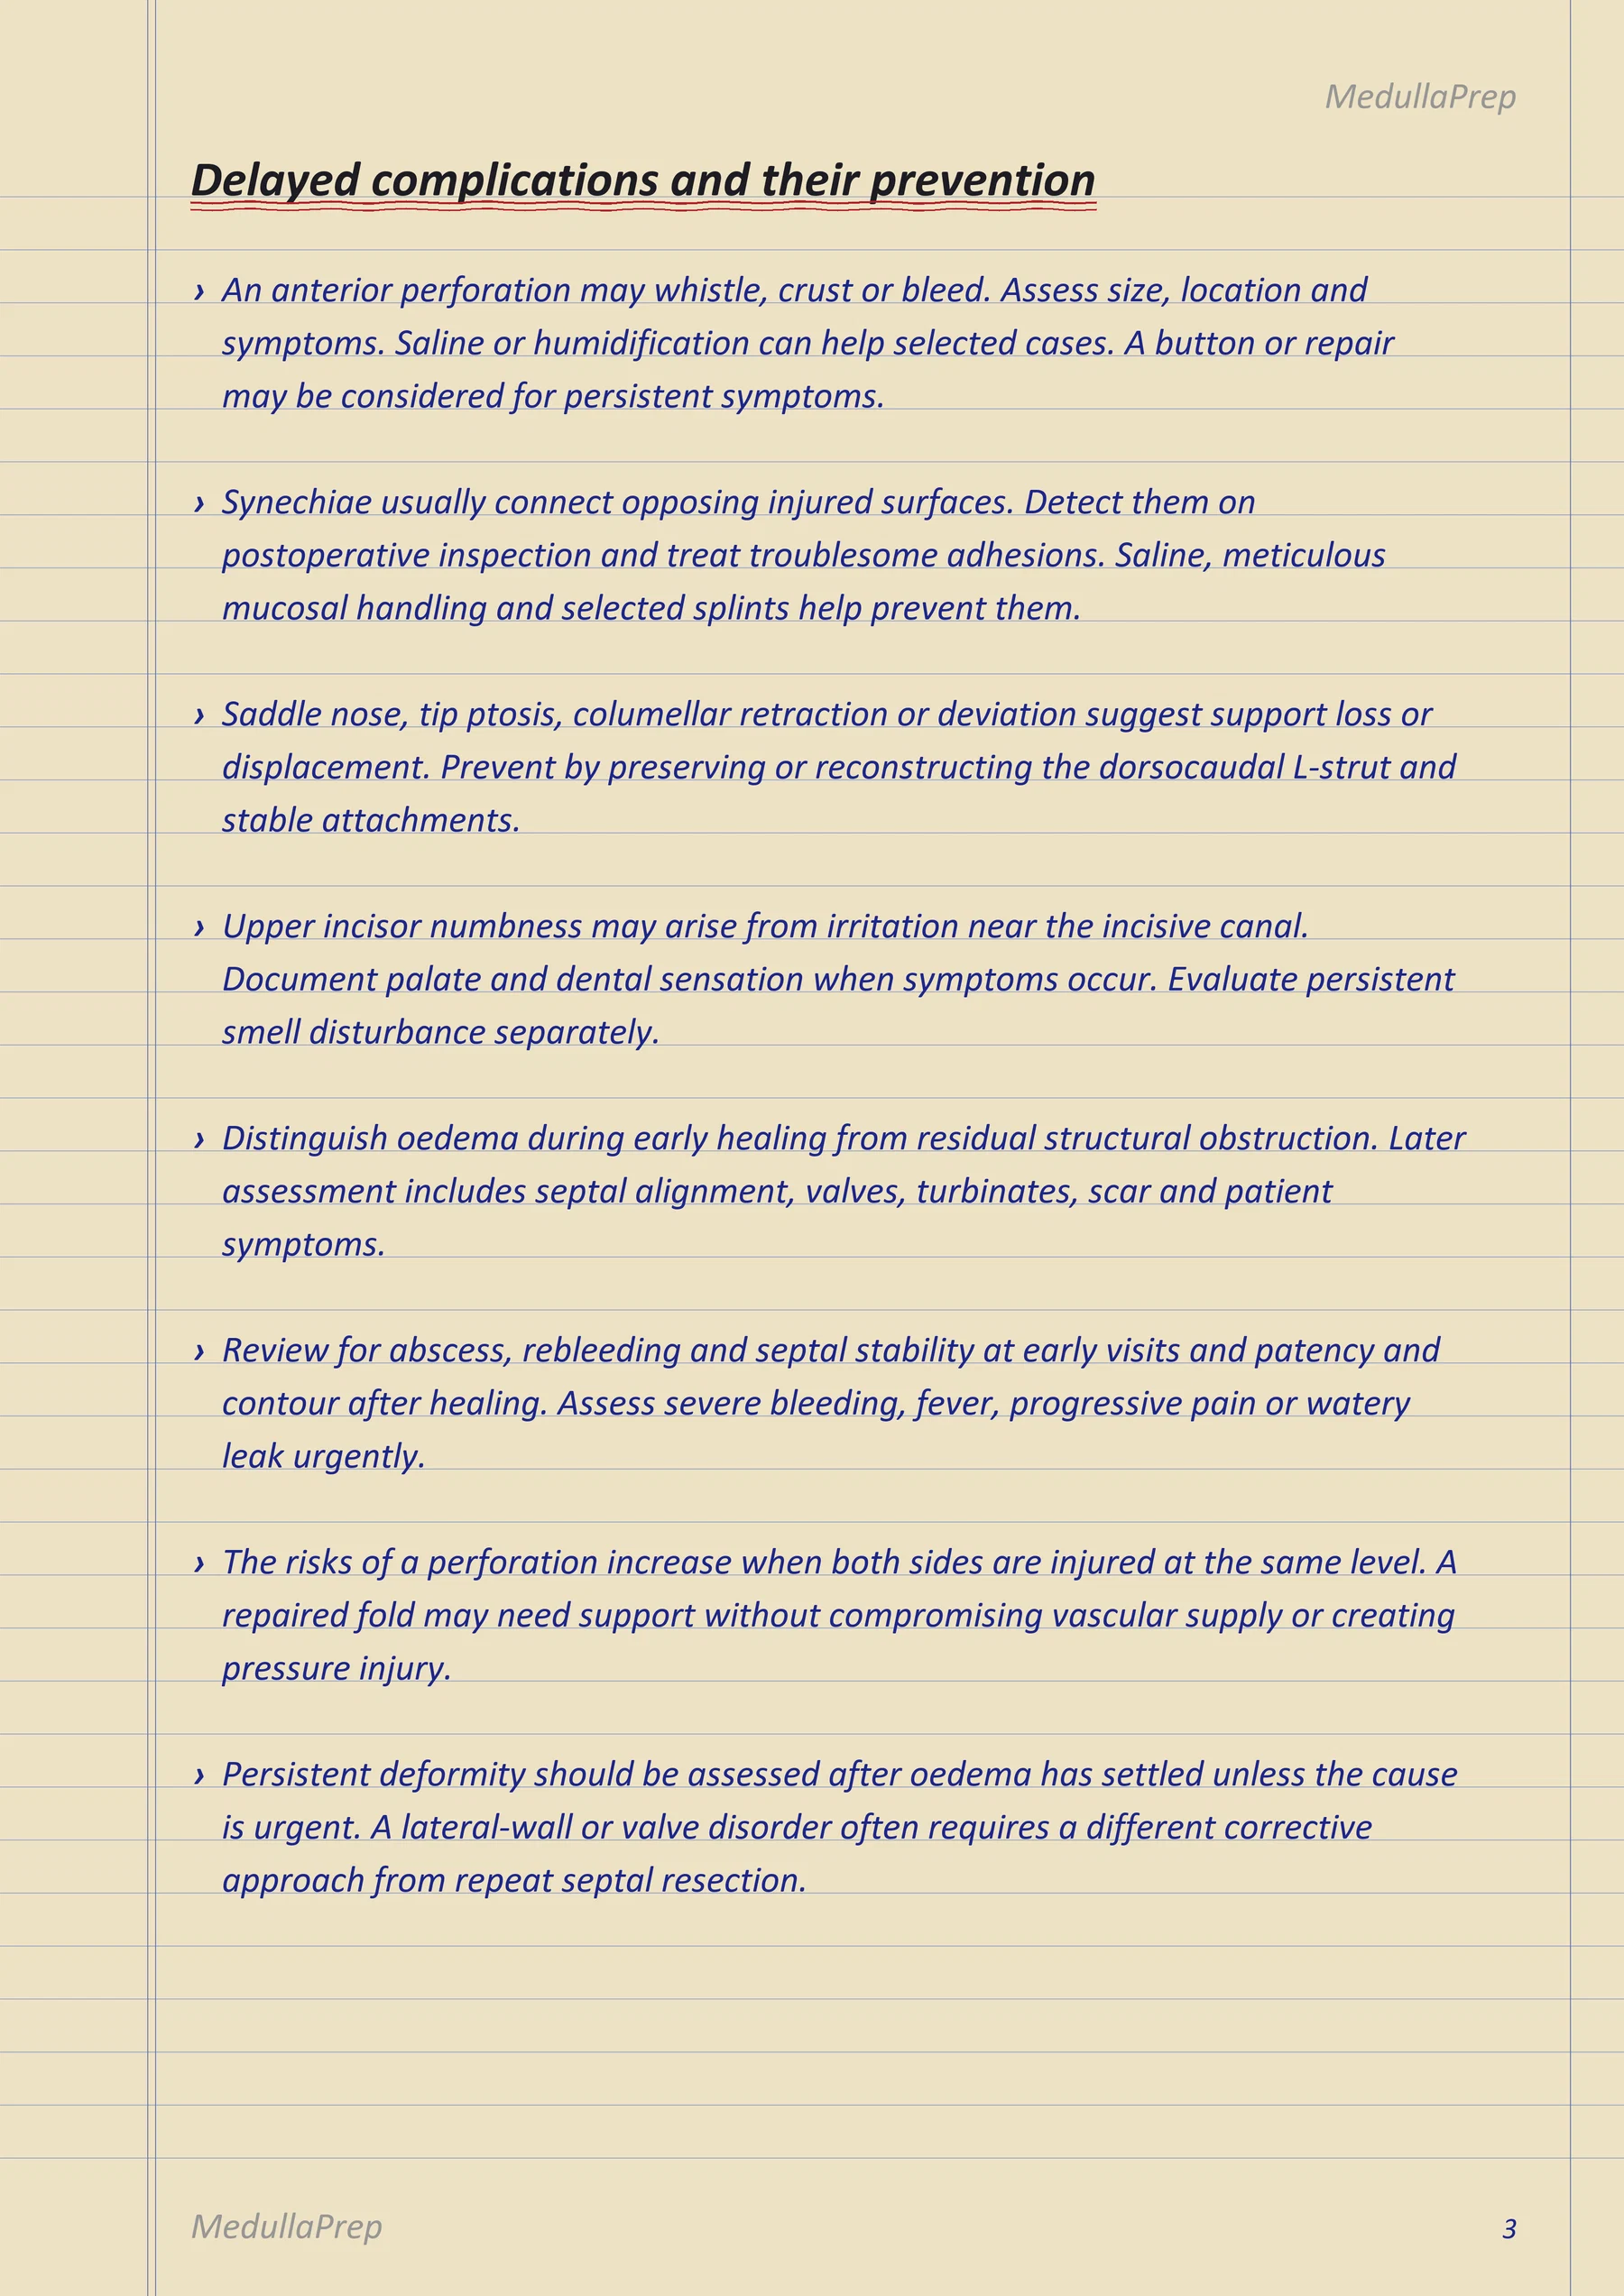 MedullaPrep
Delayed complications and their prevention
› An anterior perforation may whistle, crust or bleed. Assess size, location and
symptoms. Saline or humidification can help selected cases. A button or repair
may be considered for persistent symptoms.
› Synechiae usually connect opposing injured surfaces. Detect them on
postoperative inspection and treat troublesome adhesions. Saline, meticulous
mucosal handling and selected splints help prevent them.
› Saddle nose, tip ptosis, columellar retraction or deviation suggest support loss or
displacement. Prevent by preserving or reconstructing the dorsocaudal L-strut and
stable attachments.
› Upper incisor numbness may arise from irritation near the incisive canal.
Document palate and dental sensation when symptoms occur. Evaluate persistent
smell disturbance separately.
› Distinguish oedema during early healing from residual structural obstruction. Later
assessment includes septal alignment, valves, turbinates, scar and patient
symptoms.
› Review for abscess, rebleeding and septal stability at early visits and patency and
contour after healing. Assess severe bleeding, fever, progressive pain or watery
leak urgently.
› The risks of a perforation increase when both sides are injured at the same level. A
repaired fold may need support without compromising vascular supply or creating
pressure injury.
› Persistent deformity should be assessed after oedema has settled unless the cause
is urgent. A lateral-wall or valve disorder often requires a different corrective
approach from repeat septal resection.
MedullaPrep
3